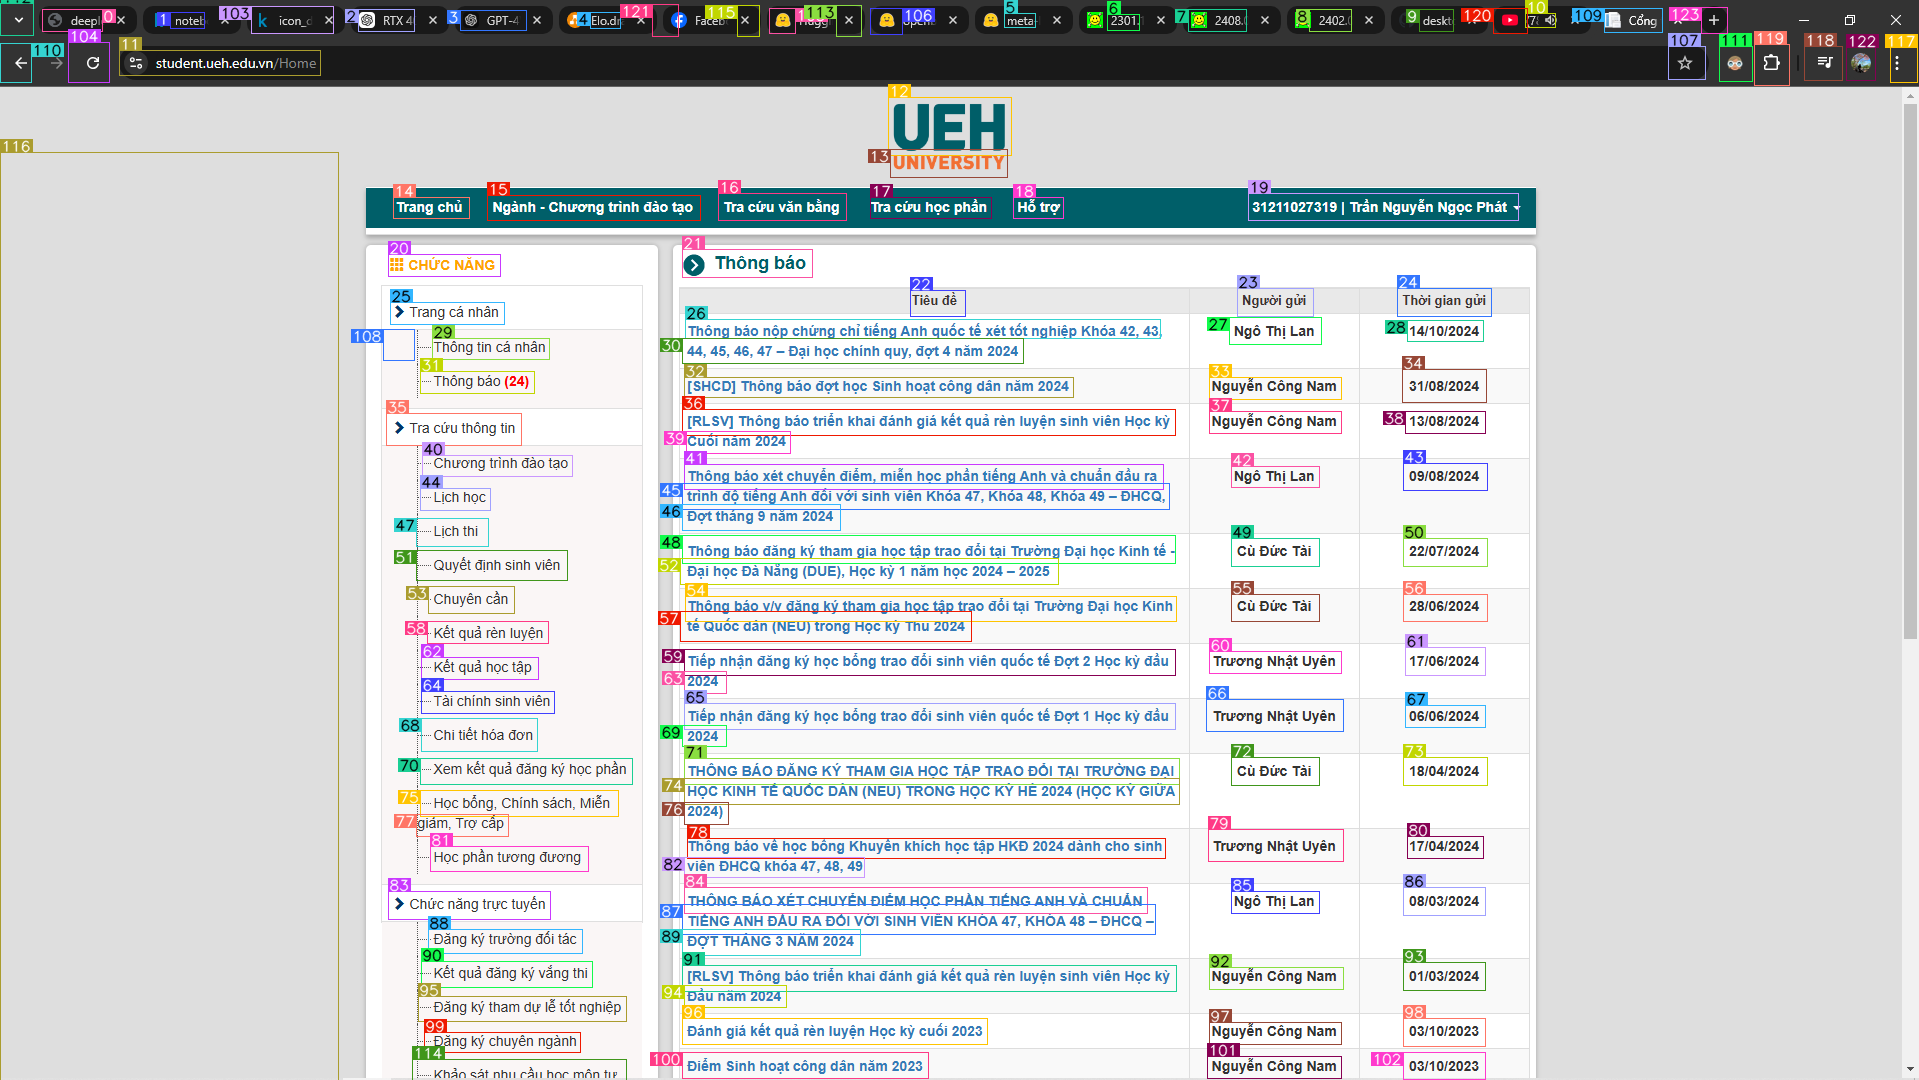 student.ueh.edu.vn/Home
UEH
UNIVERSITY
Trang chủ
Ngành - Chương trình đào tạo
Tra cứu văn bằng
Tra cứu học phần
Hỗ trợ
31211027319 | Trần Nguyễn Ngọc Phát
CHỨC NĂNG
Trang cá nhân
Thông tin cá nhân
Thông báo (24)
Tra cứu thông tin
Chương trình đào tạo
Lịch học
Lịch thi
Quyết định sinh viên
Chuyên cần
Kết quả rèn luyện
Kết quả học tập
Tài chính sinh viên
Chi tiết hóa đơn
Xem kết quả đăng ký học phần
Học bổng, Chính sách, Miễn
giảm, Trợ cấp
Học phần tương đương
Chức năng trực tuyến
Đăng ký trường đối tác
Kết quả đăng ký vắng thi
Đăng ký tham dự lễ tốt nghiệp
Đăng ký chuyên ngành
Khảo sát nhu cầu học môn tự
Thông báo
Tiêu đề Người gửi Thời gian gửi
Thông báo nộp chứng chỉ tiếng Anh quốc tế xét tốt nghiệp Khóa 42, 43,
44, 45, 46, 47 – Đại học chính quy, đợt 4 năm 2024
Ngô Thị Lan 14/10/2024
[SHCD] Thông báo đợt học Sinh hoạt công dân năm 2024 Nguyễn Công Nam 31/08/2024
[RLSV] Thông báo triển khai đánh giá kết quả rèn luyện sinh viên Học kỳ
Cuối năm 2024
Nguyễn Công Nam 13/08/2024
Thông báo xét chuyển điểm, miễn học phần tiếng Anh và chuẩn đầu ra
trình độ tiếng Anh đối với sinh viên Khóa 47, Khóa 48, Khóa 49 – ĐHCQ,
Đợt tháng 9 năm 2024
Ngô Thị Lan 09/08/2024
Thông báo đăng ký tham gia học tập trao đổi tại Trường Đại học Kinh tế -
Đại học Đà Nẵng (DUE), Học kỳ 1 năm học 2024 – 2025
Cù Đức Tài 22/07/2024
Thông báo v/v đăng ký tham gia học tập trao đổi tại Trường Đại học Kinh
tế Quốc dân (NEU) trong Học kỳ Thu 2024
Cù Đức Tài 28/06/2024
Tiếp nhận đăng ký học bổng trao đổi sinh viên quốc tế Đợt 2 Học kỳ đầu
2024
Trương Nhật Uyên 17/06/2024
Tiếp nhận đăng ký học bổng trao đổi sinh viên quốc tế Đợt 1 Học kỳ đầu
2024
Trương Nhật Uyên 06/06/2024
THÔNG BÁO ĐĂNG KÝ THAM GIA HỌC TẬP TRAO ĐỔI TẠI TRƯỜNG ĐẠI
HỌC KINH TẾ QUỐC DÂN (NEU) TRONG HỌC KỲ HÈ 2024 (HỌC KỲ GIỮA
2024)
Cù Đức Tài 18/04/2024
Thông báo về học bổng Khuyến khích học tập HKĐ 2024 dành cho sinh
viên ĐHCQ khóa 47, 48, 49
Trương Nhật Uyên 17/04/2024
THÔNG BÁO XÉT CHUYỂN ĐIỂM HỌC PHẦN TIẾNG ANH VÀ CHUẨN
TIẾNG ANH ĐẦU RA ĐỐI VỚI SINH VIÊN KHÓA 47, KHÓA 48 – ĐHCQ –
ĐỢT THÁNG 3 NĂM 2024
Ngô Thị Lan 08/03/2024
[RLSV] Thông báo triển khai đánh giá kết quả rèn luyện sinh viên Học kỳ
Đầu năm 2024
Nguyễn Công Nam 01/03/2024
Đánh giá kết quả rèn luyện Học kỳ cuối 2023 Nguyễn Công Nam 03/10/2023
Điểm Sinh hoạt công dân năm 2023 Nguyễn Công Nam 03/10/2023